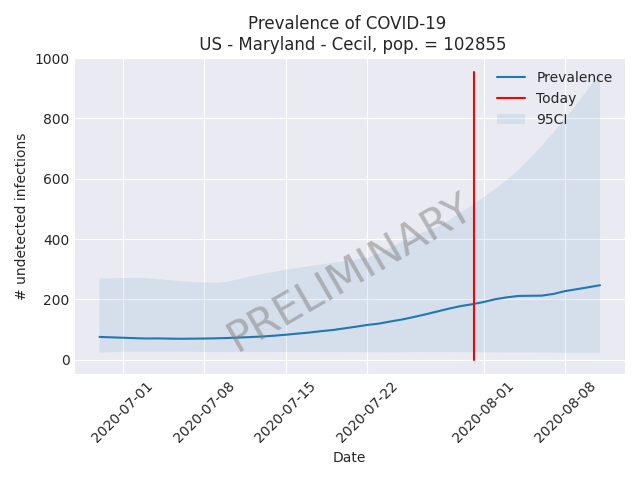 Prevalence of COVID-19
US - Maryland - Cecil, pop. = 102855
1000
800
600
400
200
0
# undetected infections
Prevalence
Today
95CI
PRELIMINARY
2020-07-01
2020-07-08
2020-07-15
2020-07-22
2020-08-01
2020-08-08
Date